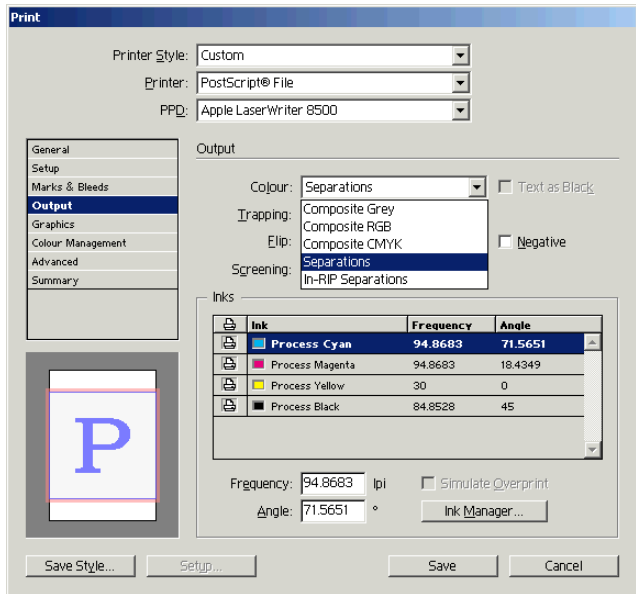 Print
Printer Style: Custom
Printer: PostScript® File
PPD: Apple LaserWriter 8500
General
Setup
Marks & Bleeds
Output
Graphics
Colour Management
Advanced
Summary
Output
Colour: Separations Text as Black
Trapping: Composite Grey
Composite RGB
Flip: Composite CMYK Negative
Separations
Screening: In-RIP Separations
Inks
Ink Frequency Angle
Process Cyan 94.8683 71.5651
Process Magenta 94.8683 18.4349
Process Yellow 30 0
Process Black 84.8528 45
P
Frequency: 94.8683 lpi Simulate Overprint
Angle: 71.5651 ° Ink Manager...
Save Style... Setup... Save Cancel